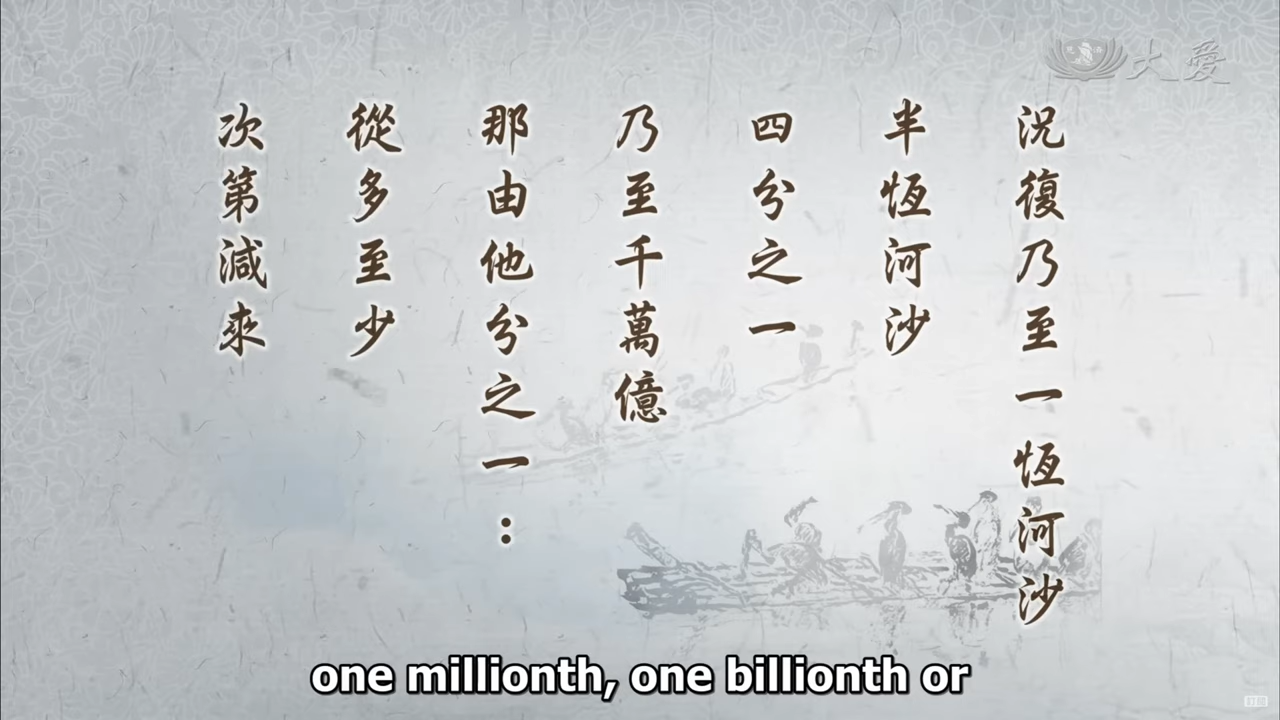 大愛
況復乃至一恆河沙
半恆河沙
四分之一
乃至千萬億
那由他分之一：
從多至少
次第減來
one millionth, one billionth or